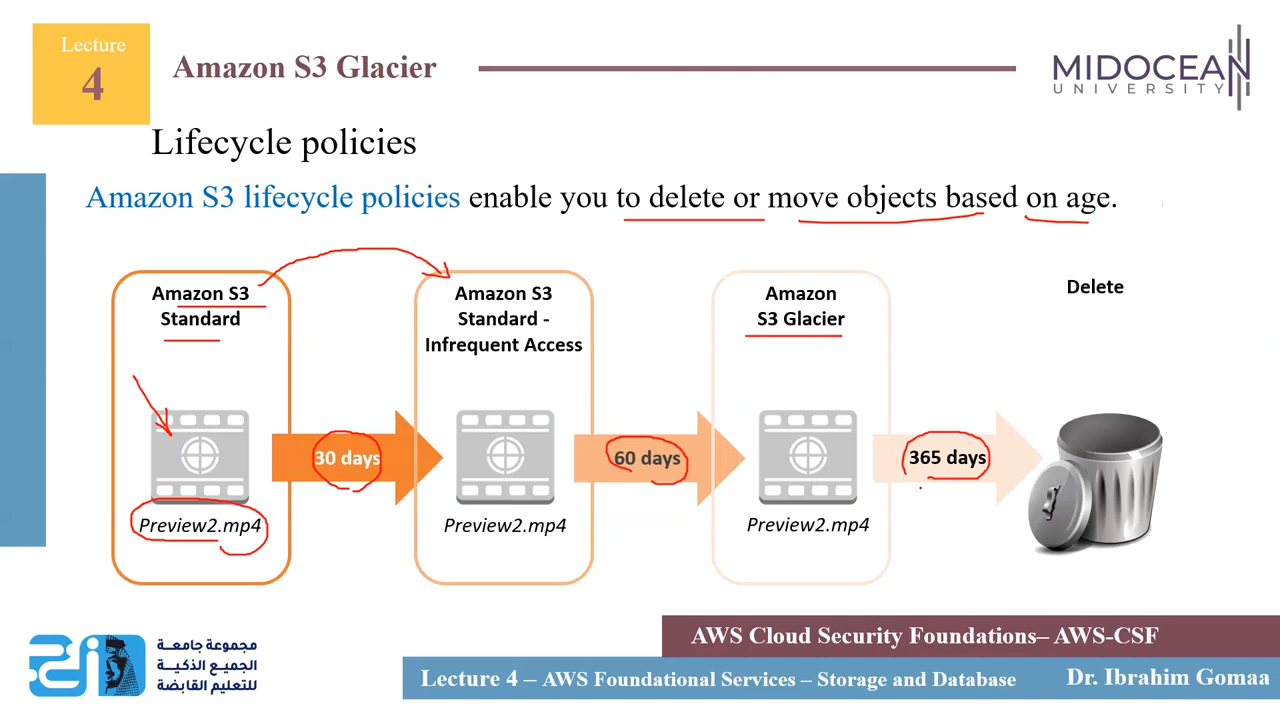 Lecture
4
Amazon S3 Glacier
MIDOCEAN
UNIVERSITY
Lifecycle policies
Amazon S3 lifecycle policies enable you to delete or move objects based on age.
Amazon S3
Standard
Amazon S3
Standard -
Infrequent Access
Amazon
S3 Glacier
Delete
30 days
60 days
365 days
Preview2.mp4
Preview2.mp4
Preview2.mp4
مجموعة جامعة
الجميع الذكية
للتعليم القابضة
AWS Cloud Security Foundations– AWS-CSF
Lecture 4 – AWS Foundational Services – Storage and Database
Dr. Ibrahim Gomaa